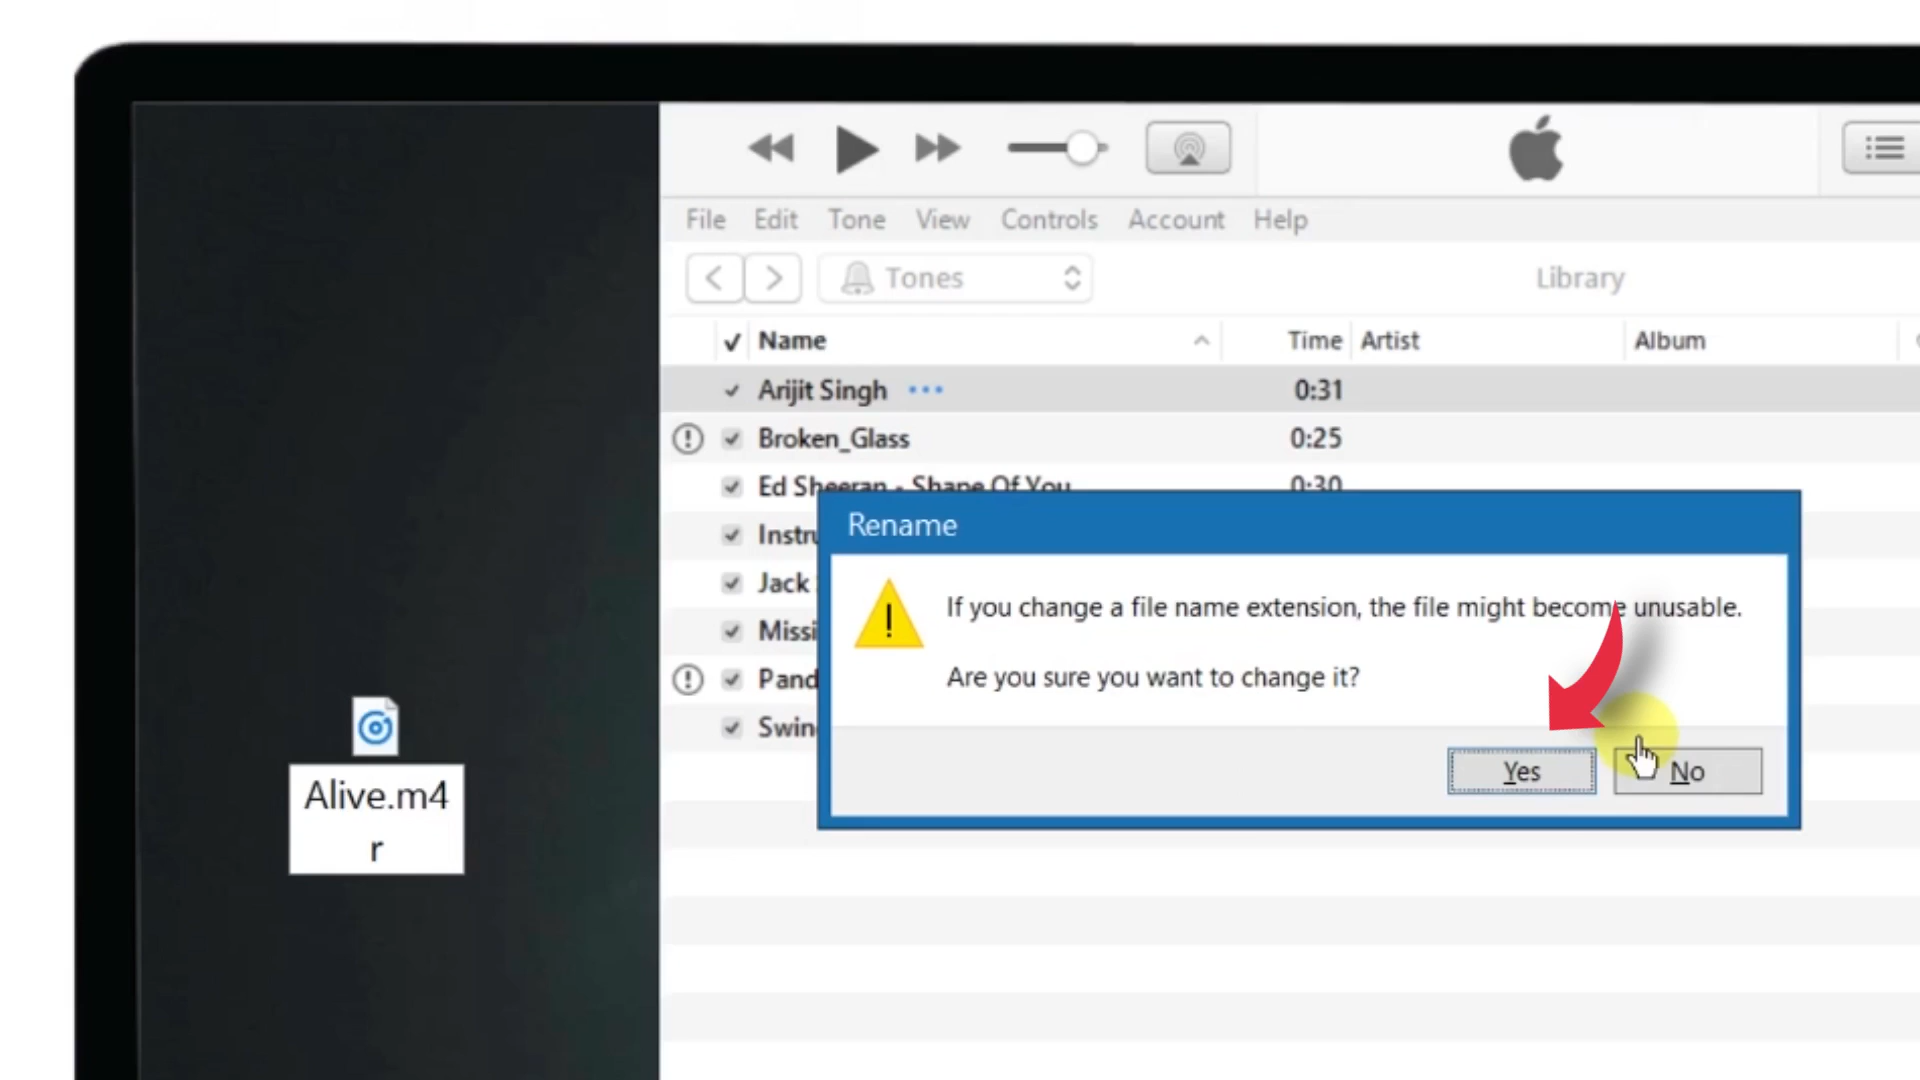 File Edit Tone View Controls Account Help
Tones
Library
Name Time Artist Album
Arijit Singh 0:31
Broken_Glass 0:25
Ed Sheeran - Shape Of You 0:30
Rename
Instru
If you change a file name extension, the file might become unusable.
Jack
Missi
Are you sure you want to change it?
Pand
Swin
Yes No
Alive.m4
r